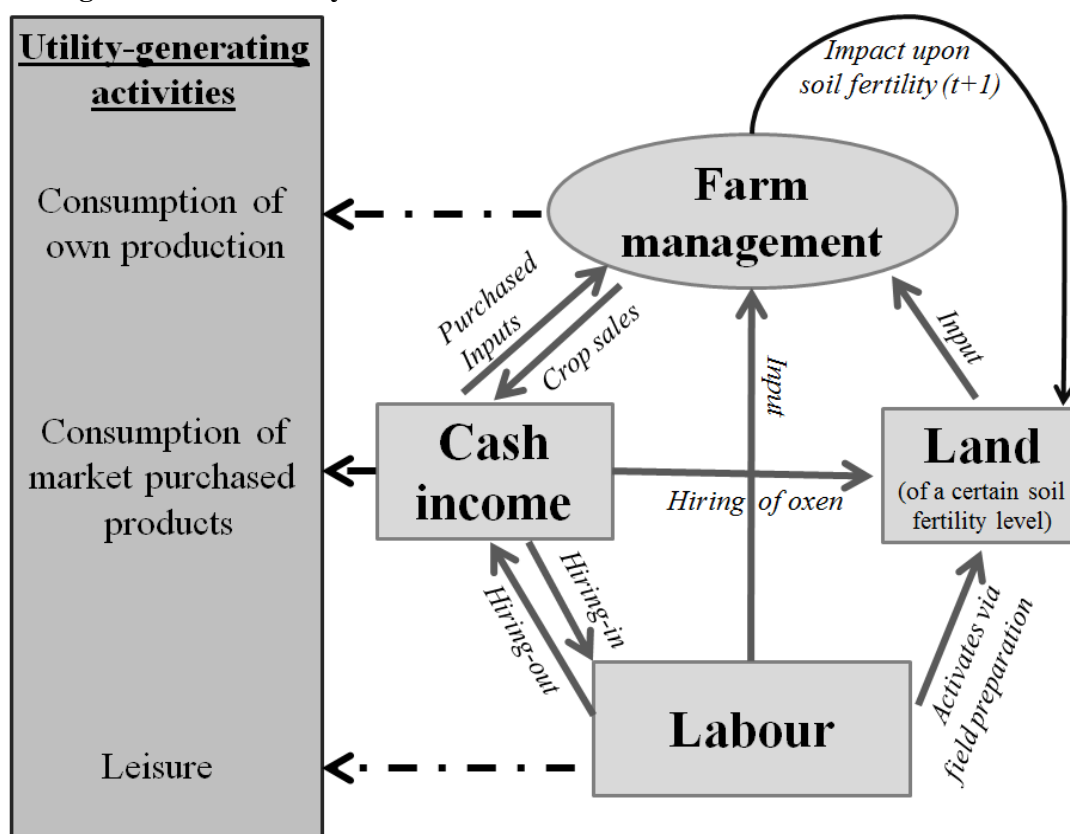 Utility-generating
activities
Consumption of
own production
Consumption of
market purchased
products
Leisure
Impact upon
soil fertility (t+1)
Farm
management
Purchased
Inputs
Crop sales
Input
Input
Cash
income
Hiring of oxen
Land
(of a certain soil
fertility level)
Hiring-in
Hiring-out
Activates via
field preparation
Labour